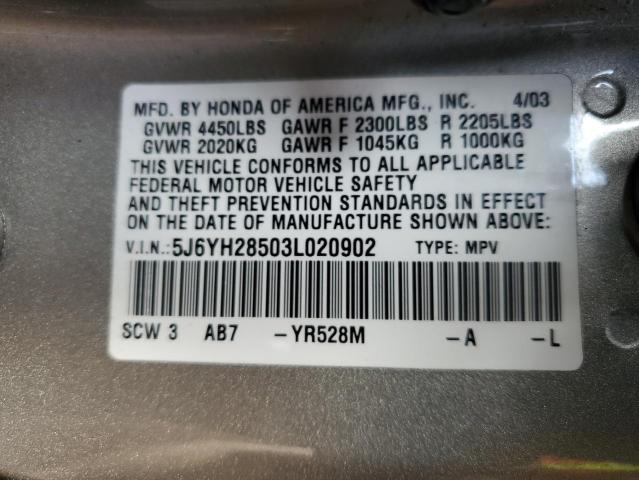 MFD. BY HONDA OF AMERICA MFG., INC. 4/03
GVWR 4450LBS GAWR F 2300LBS R 2205LBS
GVWR 2020KG GAWR F 1045KG R 1000KG
THIS VEHICLE CONFORMS TO ALL APPLICABLE
FEDERAL MOTOR VEHICLE SAFETY
AND THEFT PREVENTION STANDARDS IN EFFECT
ON THE DATE OF MANUFACTURE SHOWN ABOVE:
V.I.N.:5J6YH28503L020902 TYPE: MPV
SCW 3 AB7 -YR528M -A -L